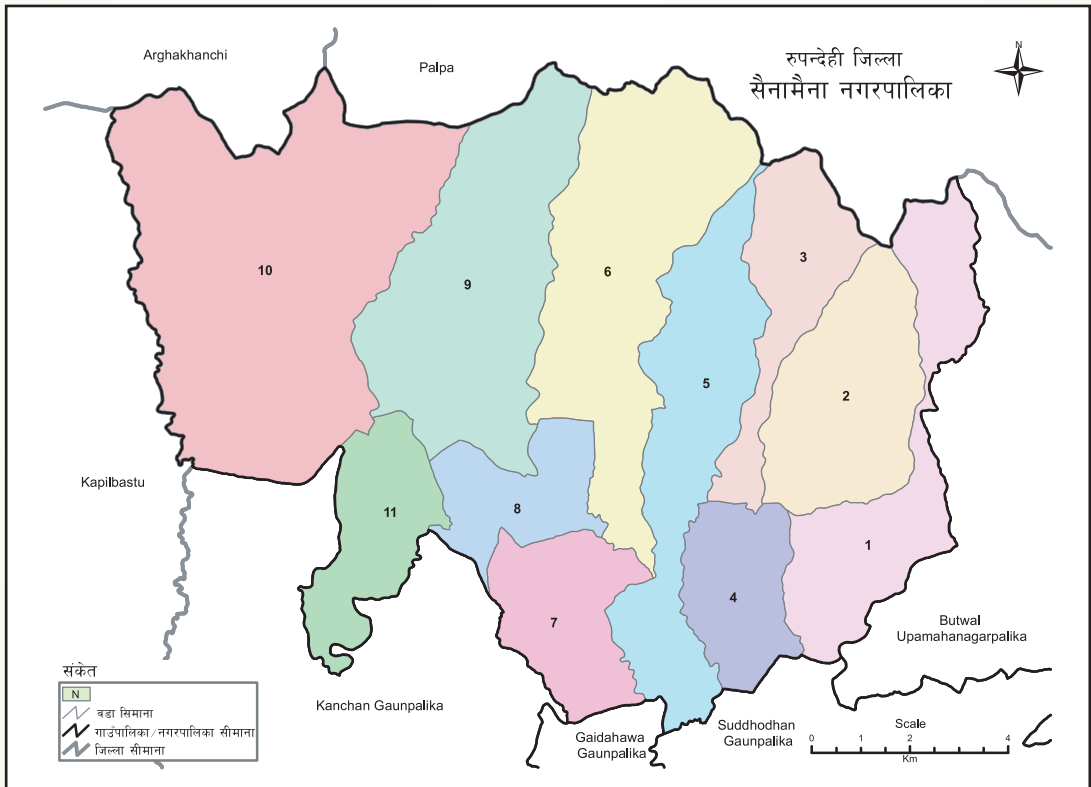 Arghakhanchi
Palpa
रुपन्देही जिल्ला
सैनामैना नगरपालिका
N
10
9
6
3
5
2
Kapilbastu
11
8
1
4
7
Butwal
Upamahanagarpalika
संकेत
N
वडा सिमाना
गाउँपालिका/नगरपालिका सीमाना
जिल्ला सीमाना
Kanchan Gaunpalika
Gaidahawa
Gaunpalika
Suddhodhan
Gaunpalika
Scale
0 1 2 4
Km